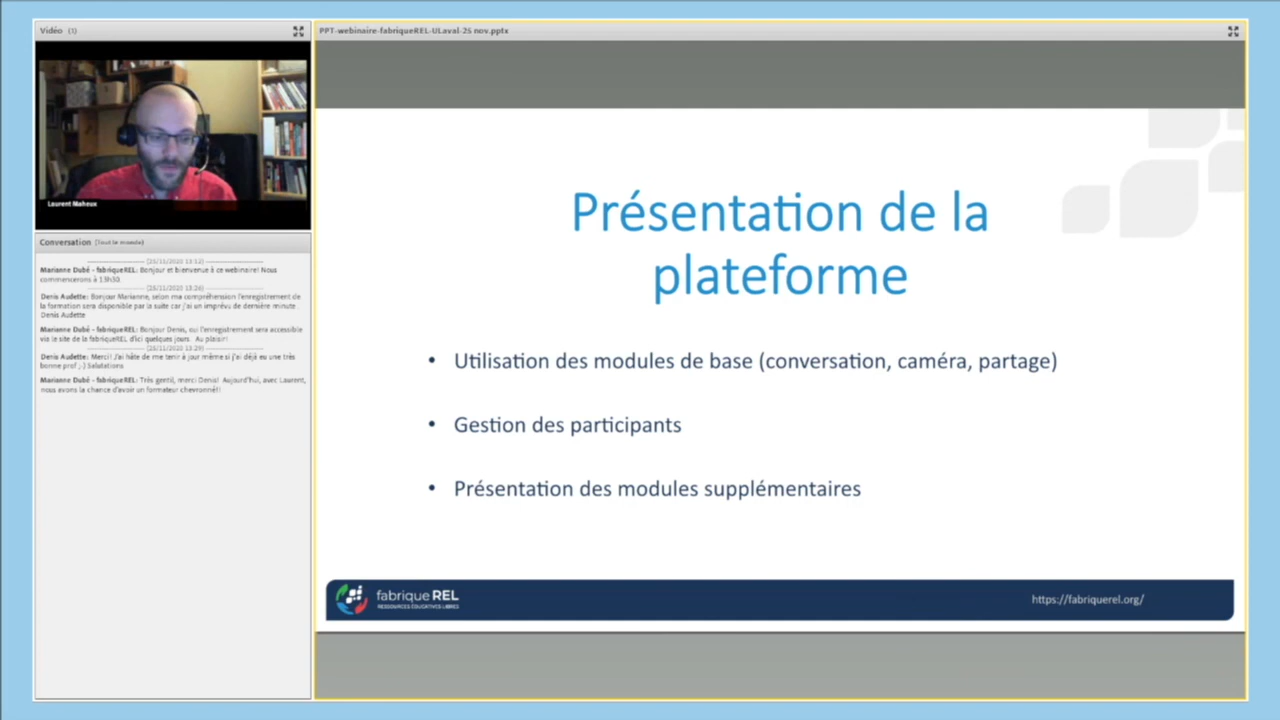 Vidéo (1)
Laurent Maheux
Conversation (Tout le monde)
(25/11/2020 13:12)
Marianne Dubé - fabriqueREL: Bonjour et bienvenue à ce webinaire! Nous
commencerons à 13h30.
(25/11/2020 13:26)
Denis Audette: Bonjour Marianne, selon ma compréhension l'enregistrement de
la formation sera disponible par la suite car j'ai un imprévu de dernière minute .
Denis Audette
Marianne Dubé - fabriqueREL: Bonjour Denis, oui l'enregistrement sera accessible
via le site de la fabriqueREL d'ici quelques jours. Au plaisir!
(25/11/2020 13:29)
Denis Audette: Merci! J'ai hâte de me tenir à jour même si j'ai déjà eu une très
bonne prof ;-) Salutations
Marianne Dubé - fabriqueREL: Très gentil, merci Denis! Aujourd'hui, avec Laurent,
nous avons la chance d'avoir un formateur chevronné!!
PPT-webinaire-fabriqueREL-ULaval-25 nov.pptx
Présentation de la
plateforme
• Utilisation des modules de base (conversation, caméra, partage)
• Gestion des participants
• Présentation des modules supplémentaires
fabrique REL
RESSOURCES ÉDUCATIVES LIBRES
https://fabriquerel.org/